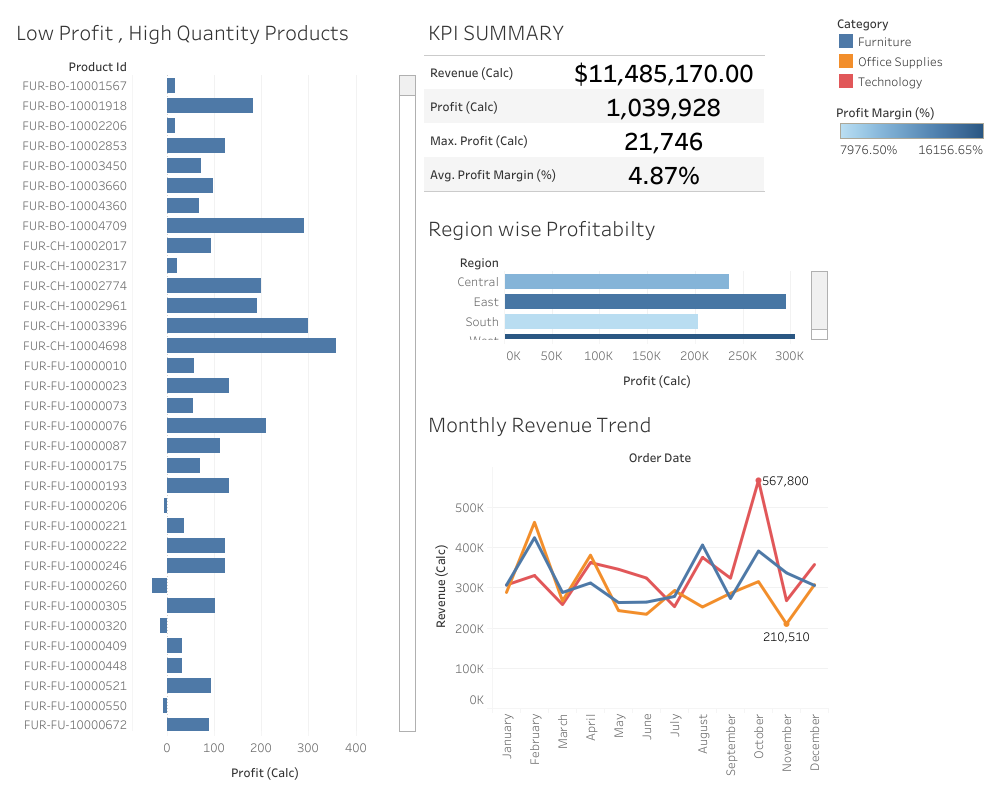 Low Profit , High Quantity Products
Product Id
FUR-BO-10001567
FUR-BO-10001918
FUR-BO-10002206
FUR-BO-10002853
FUR-BO-10003450
FUR-BO-10003660
FUR-BO-10004360
FUR-BO-10004709
FUR-CH-10002017
FUR-CH-10002317
FUR-CH-10002774
FUR-CH-10002961
FUR-CH-10003396
FUR-CH-10004698
FUR-FU-10000010
FUR-FU-10000023
FUR-FU-10000073
FUR-FU-10000076
FUR-FU-10000087
FUR-FU-10000175
FUR-FU-10000193
FUR-FU-10000206
FUR-FU-10000221
FUR-FU-10000222
FUR-FU-10000246
FUR-FU-10000260
FUR-FU-10000305
FUR-FU-10000320
FUR-FU-10000409
FUR-FU-10000448
FUR-FU-10000521
FUR-FU-10000550
FUR-FU-10000672
0 100 200 300 400
Profit (Calc)
KPI SUMMARY
Revenue (Calc) $11,485,170.00
Profit (Calc) 1,039,928
Max. Profit (Calc) 21,746
Avg. Profit Margin (%) 4.87%
Region wise Profitabilty
Region
Central
East
South
West
0K 50K 100K 150K 200K 250K 300K
Profit (Calc)
Monthly Revenue Trend
Order Date
567,800
500K
400K
300K
200K
100K
0K
210,510
Revenue (Calc)
January
February
March
April
May
June
July
August
September
October
November
December
Category
Furniture
Office Supplies
Technology
Profit Margin (%)
7976.50% 16156.65%